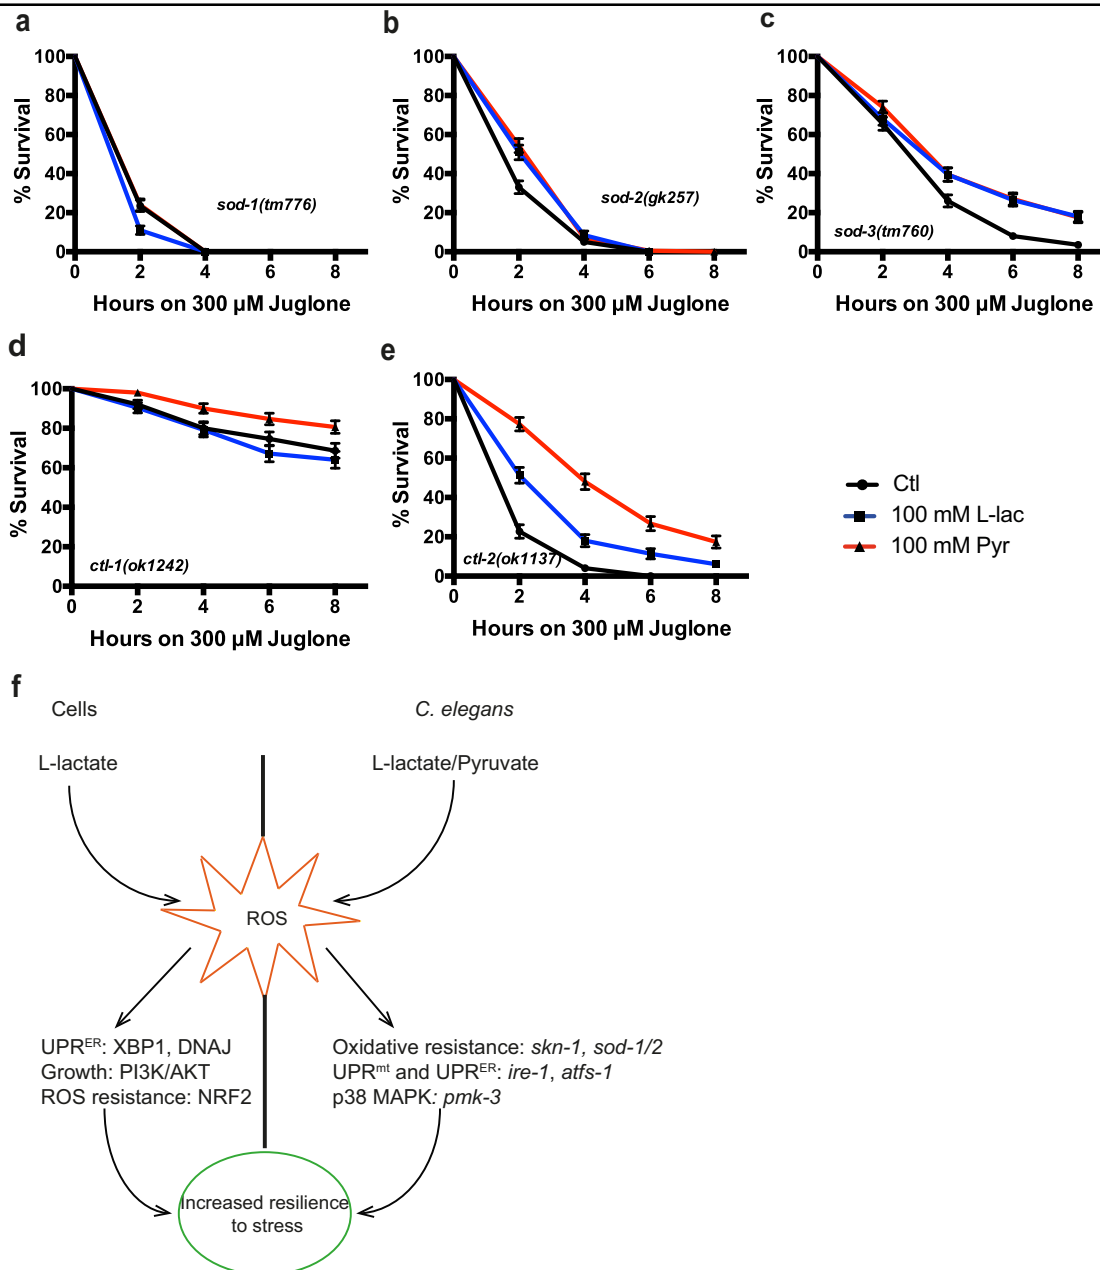 a
100
80
60
40
20
0
% Survival
sod-1(tm776)
0 2 4 6 8
Hours on 300 µM Juglone
b
100
80
60
40
20
0
% Survival
sod-2(gk257)
0 2 4 6 8
Hours on 300 µM Juglone
c
100
80
60
40
20
0
% Survival
sod-3(tm760)
0 2 4 6 8
Hours on 300 µM Juglone
d
100
80
60
40
20
0
% Survival
ctl-1(ok1242)
0 2 4 6 8
Hours on 300 µM Juglone
e
100
80
60
40
20
0
% Survival
ctl-2(ok1137)
0 2 4 6 8
Hours on 300 µM Juglone
Ctl
100 mM L-lac
100 mM Pyr
f
Cells
C. elegans
L-lactate
L-lactate/Pyruvate
ROS
UPRᴱᴿ: XBP1, DNAJ
Growth: PI3K/AKT
ROS resistance: NRF2
Oxidative resistance: skn-1, sod-1/2
UPRᵐᵗ and UPRᴱᴿ: ire-1, atfs-1
p38 MAPK: pmk-3
Increased resilience
to stress